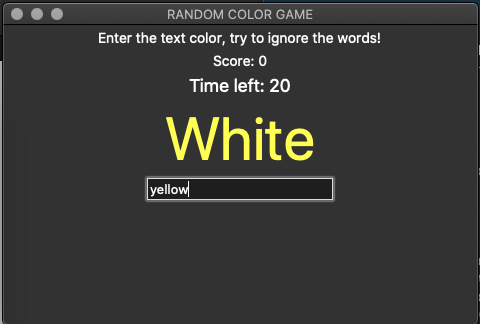 RANDOM COLOR GAME
Enter the text color, try to ignore the words!
Score: 0
Time left: 20
White
yellow